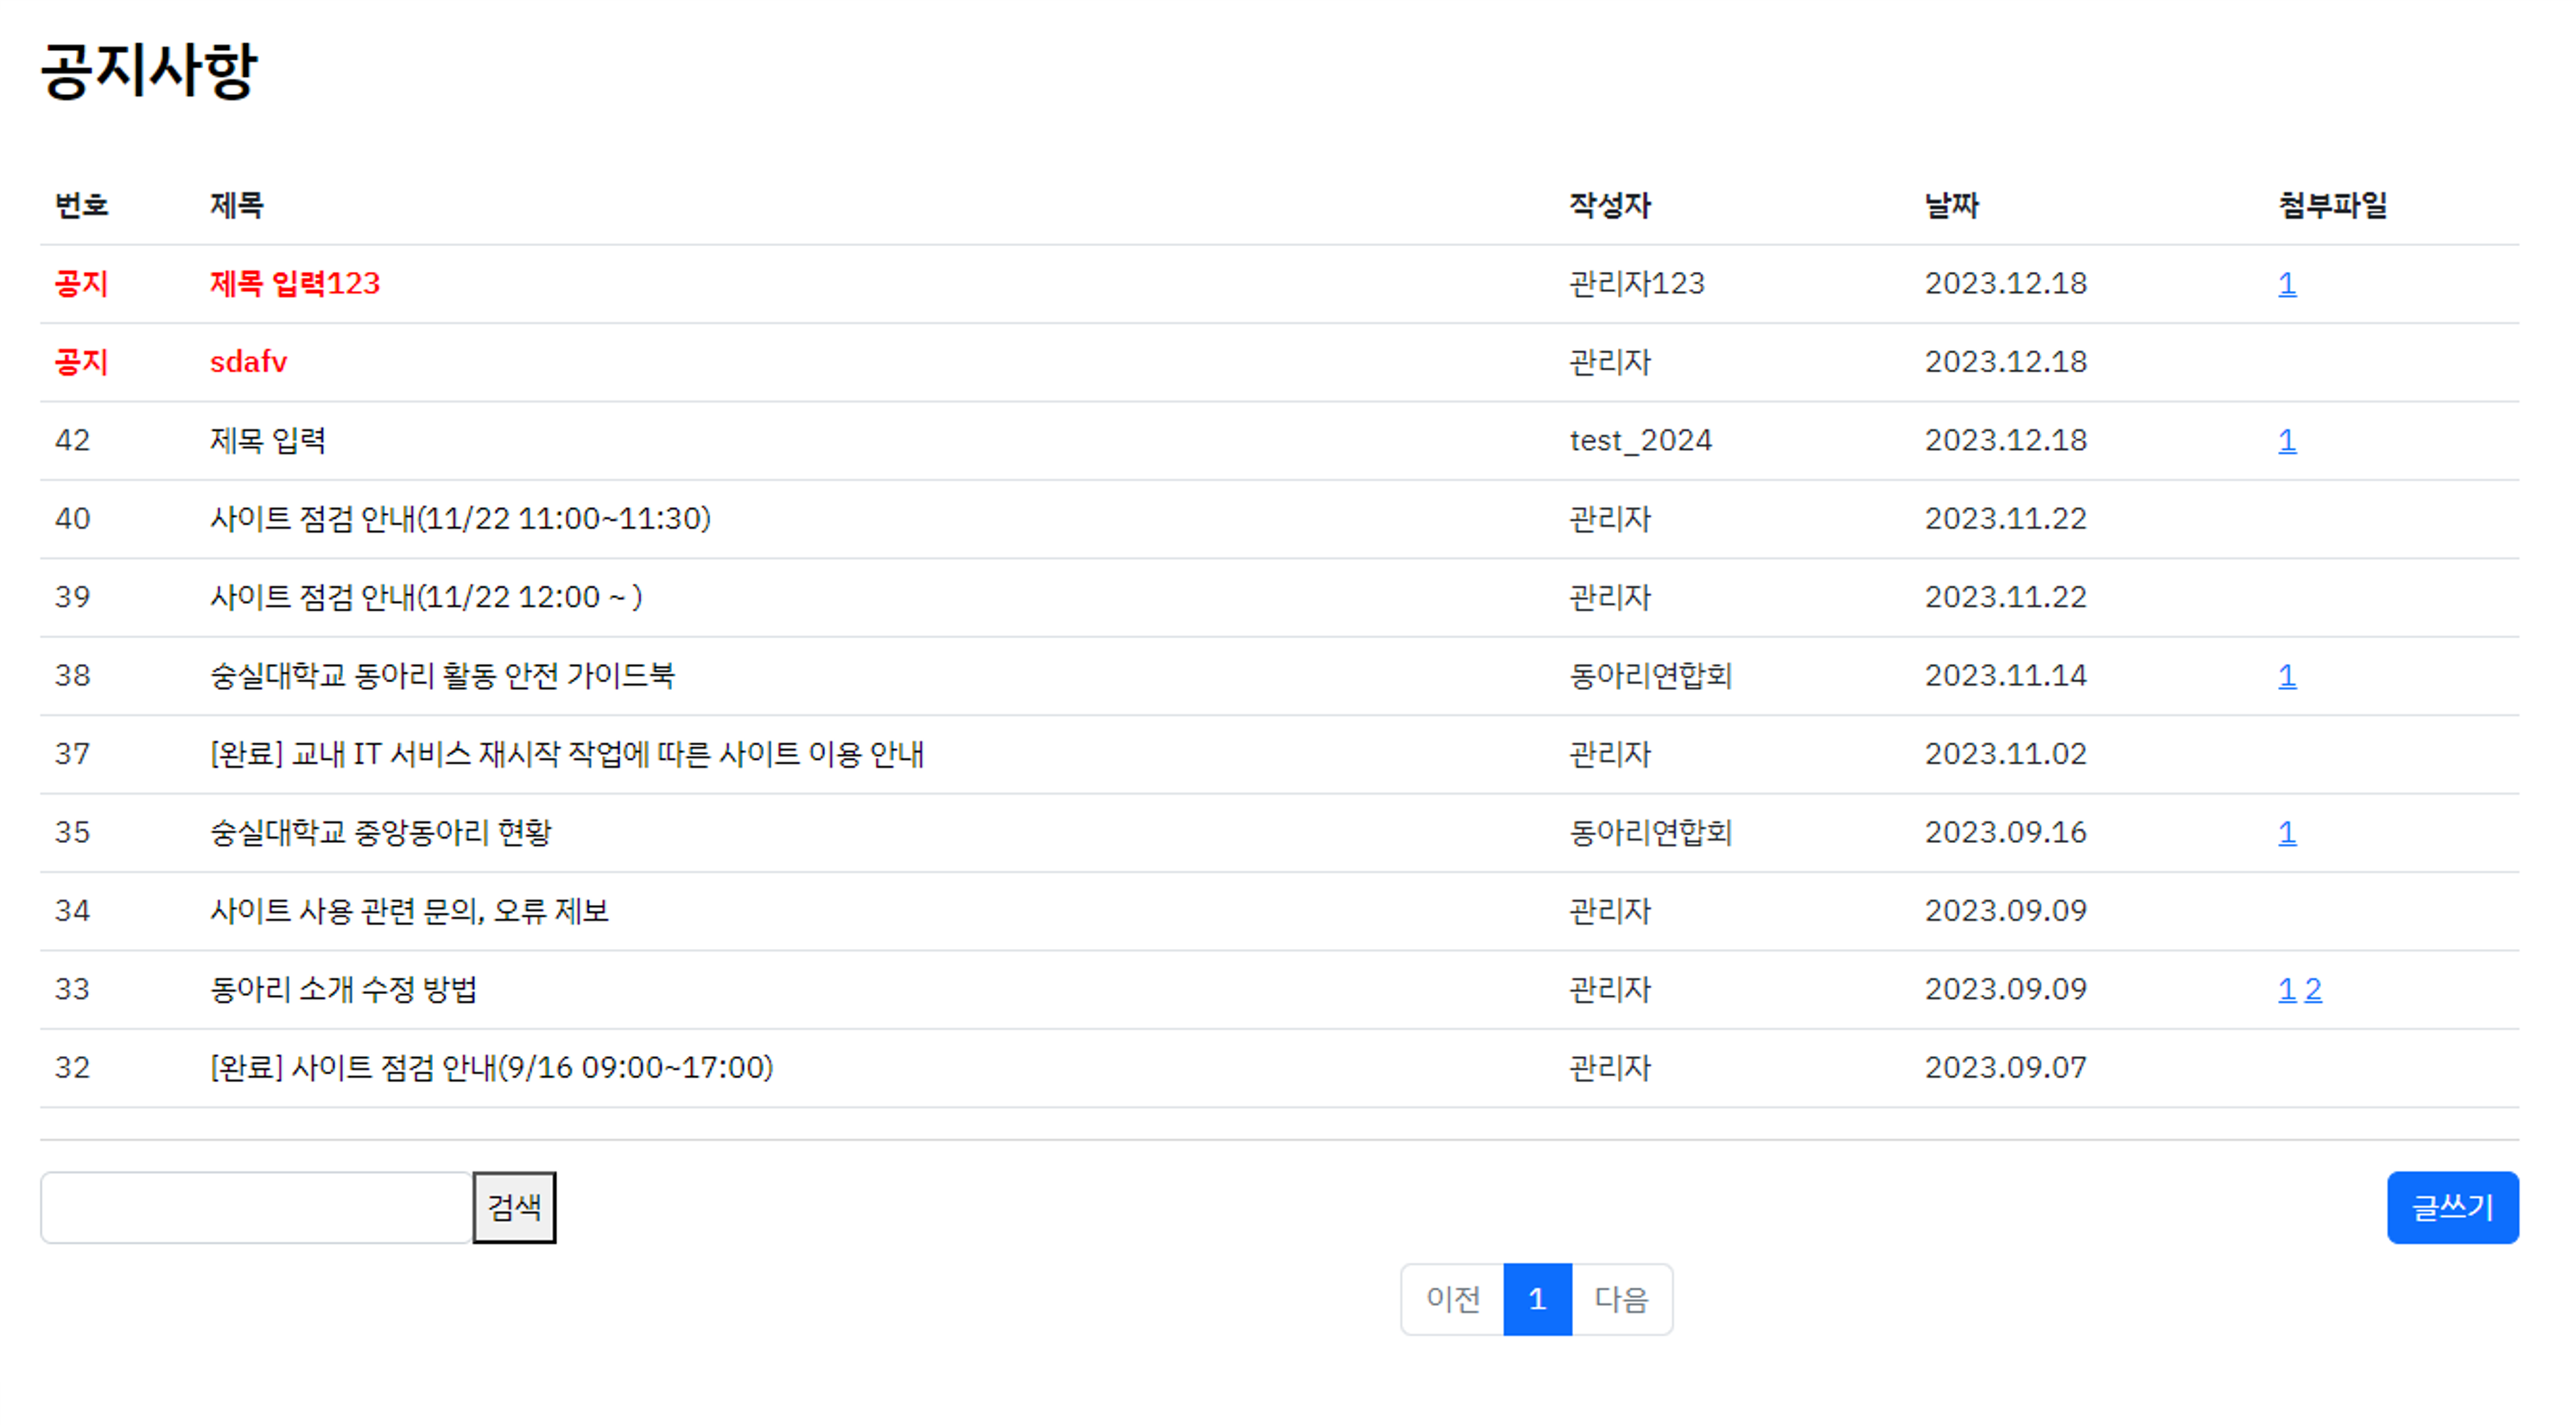 공지사항
번호 제목 작성자 날짜 첨부파일
공지 제목 입력123 관리자123 2023.12.18 1
공지 sdafv 관리자 2023.12.18
42 제목 입력 test_2024 2023.12.18 1
40 사이트 점검 안내(11/22 11:00~11:30) 관리자 2023.11.22
39 사이트 점검 안내(11/22 12:00 ~ ) 관리자 2023.11.22
38 숭실대학교 동아리 활동 안전 가이드북 동아리연합회 2023.11.14 1
37 [완료] 교내 IT 서비스 재시작 작업에 따른 사이트 이용 안내 관리자 2023.11.02
35 숭실대학교 중앙동아리 현황 동아리연합회 2023.09.16 1
34 사이트 사용 관련 문의, 오류 제보 관리자 2023.09.09
33 동아리 소개 수정 방법 관리자 2023.09.09 1 2
32 [완료] 사이트 점검 안내(9/16 09:00~17:00) 관리자 2023.09.07
검색 글쓰기
이전 1 다음